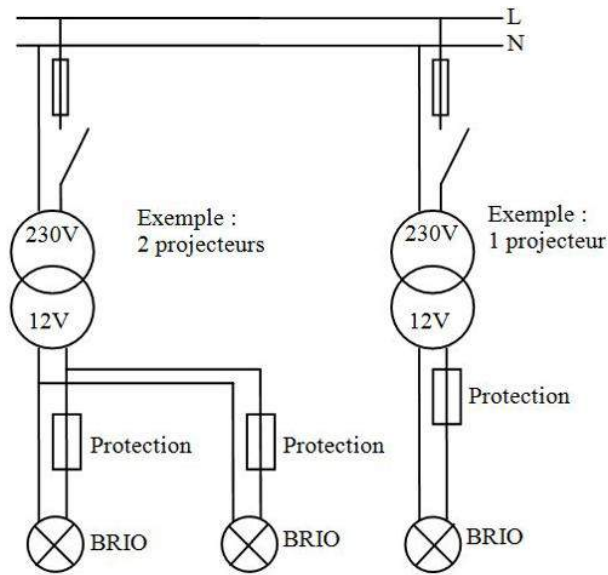 L
N
Exemple :
2 projecteurs
230V
12V
Exemple :
1 projecteur
230V
12V
Protection
Protection
Protection
BRIO
BRIO
BRIO